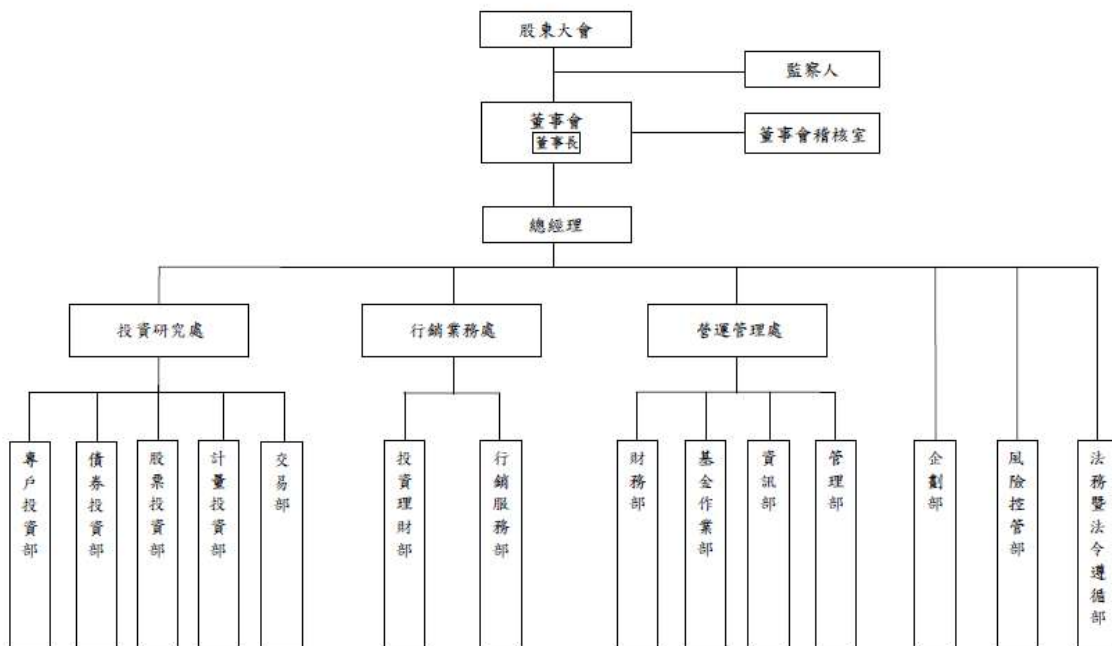 股東大會
監察人
董事會
董事長
董事會稽核室
總經理
投資研究處
行銷業務處
營運管理處
專戶投資部
債券投資部
股票投資部
計量投資部
交易部
投資理財部
行銷服務部
財務部
基金作業部
資訊部
管理部
企劃部
風險控管部
法務暨法令遵循部